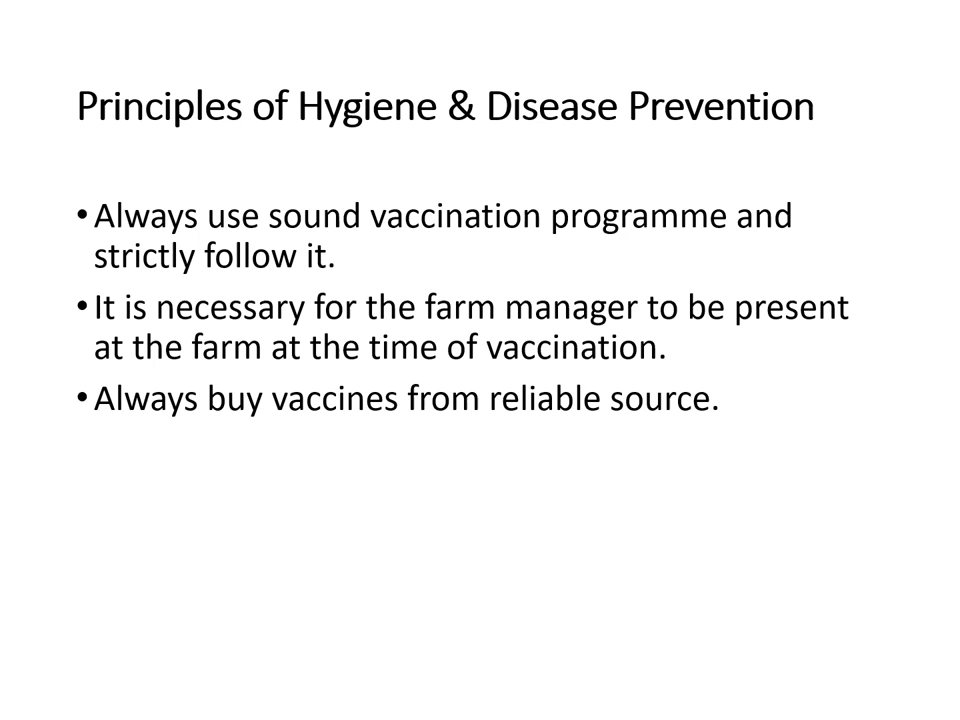 Principles of Hygiene & Disease Prevention
•Always use sound vaccination programme and
strictly follow it.
•It is necessary for the farm manager to be present
at the farm at the time of vaccination.
•Always buy vaccines from reliable source.